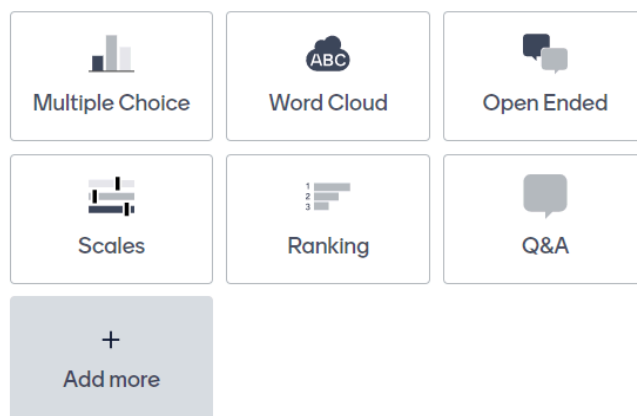 Multiple Choice
ABC
Word Cloud
Open Ended
Scales
1
2
3
Ranking
Q&A
+
Add more